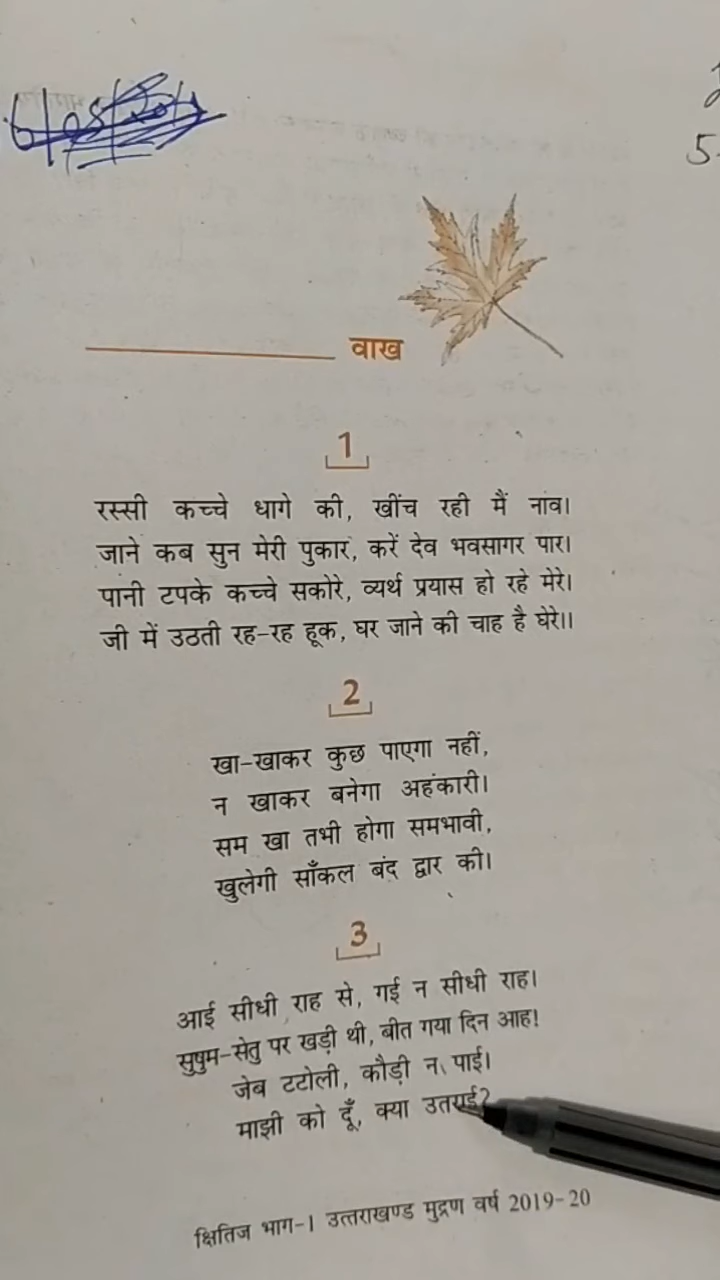 वाख
1
रस्सी कच्चे धागे की, खींच रही मैं नाव।
जाने कब सुन मेरी पुकार, करें देव भवसागर पार।
पानी टपके कच्चे सकोरे, व्यर्थ प्रयास हो रहे मेरे।
जी में उठती रह-रह हूक, घर जाने की चाह है घेरे।।
2
खा-खाकर कुछ पाएगा नहीं,
न खाकर बनेगा अहंकारी।
सम खा तभी होगा समभावी,
खुलेगी साँकल बंद द्वार की।
3
आई सीधी राह से, गई न सीधी राह।
सुषुम-सेतु पर खड़ी थी, बीत गया दिन आह!
जेब टटोली, कौड़ी न पाई।
माझी को दूँ, क्या उतराई?
क्षितिज भाग-1 उत्तराखण्ड मुद्रण वर्ष 2019-20